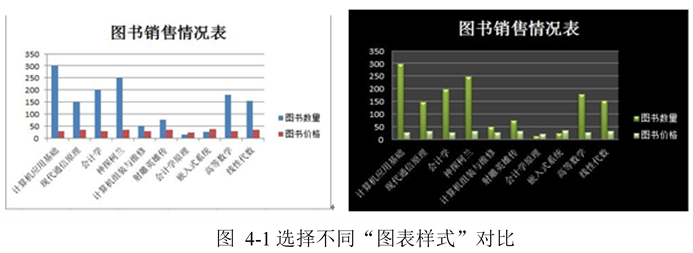 图书销售情况表
350
300
250
200
150
100
50
0
计算机应用基础
现代通信原理
会计学
神探柯兰
计算机组装与维修
射雕英雄传
会计学原理
嵌入式系统
高等数学
线性代数
图书数量
图书价格
图书销售情况表
350
300
250
200
150
100
50
0
计算机应用基础
现代通信原理
会计学
神探柯兰
计算机组装与维修
射雕英雄传
会计学原理
嵌入式系统
高等数学
线性代数
图书数量
图书价格
图 4-1 选择不同“图表样式”对比